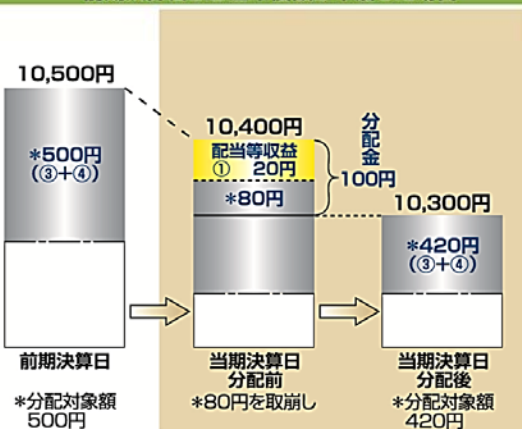 10,500円
*500円
(③+④)
前期決算日
*分配対象額
500円
10,400円
配当等収益
① 20円
*80円
分配金
100円
当期決算日
分配前
*80円を取崩し
10,300円
*420円
(③+④)
当期決算日
分配後
*分配対象額
420円